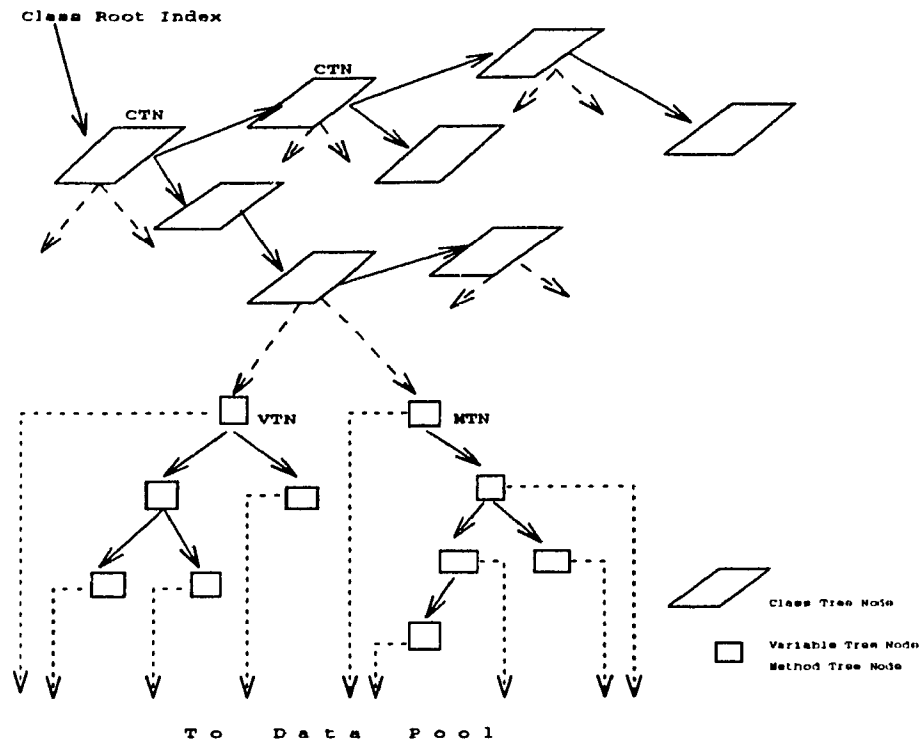 Class Root Index
CTN
CTN
VTN
MTN
Class Tree Node
Variable Tree Node
Method Tree Node
To Data Pool